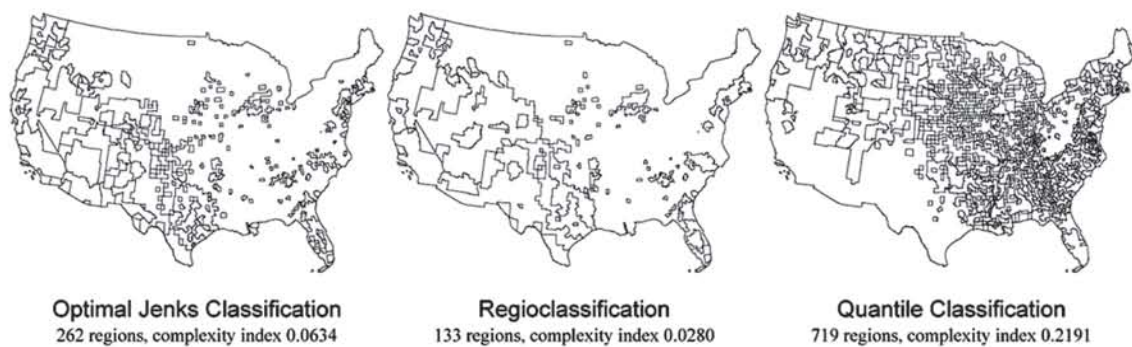 Optimal Jenks Classification
262 regions, complexity index 0.0634
Regioclassification
133 regions, complexity index 0.0280
Quantile Classification
719 regions, complexity index 0.2191